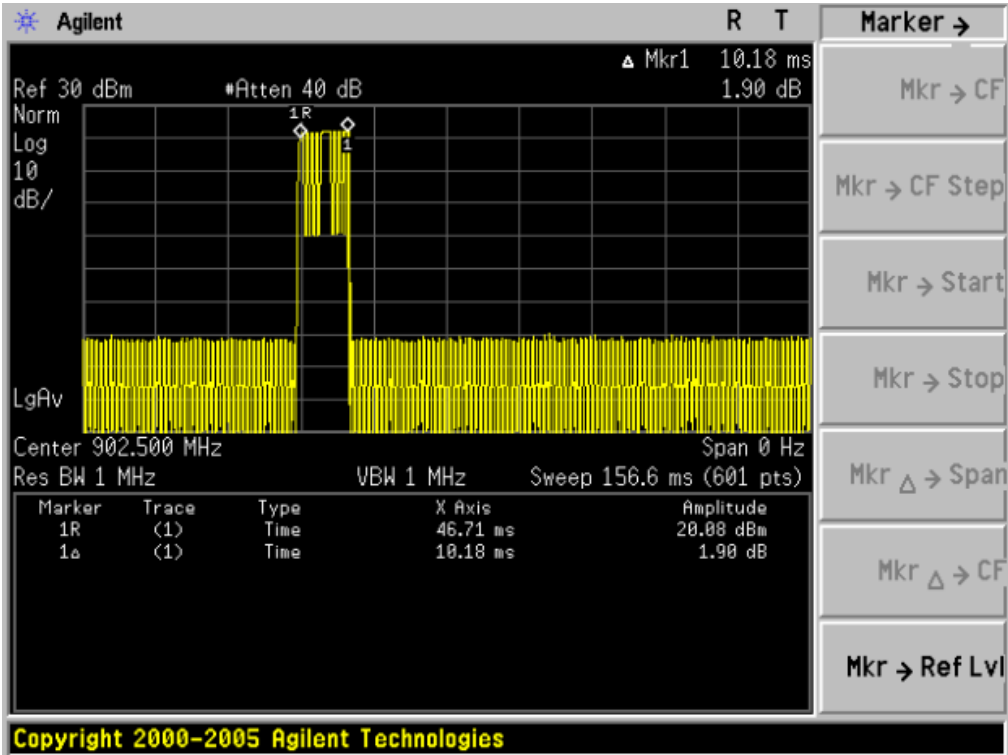 Agilent R T Marker →
△ Mkr1 10.18 ms
Ref 30 dBm #Atten 40 dB 1.90 dB
Norm
Log
10
dB/
1R
1
LgAv
Center 902.500 MHz Span 0 Hz
Res BW 1 MHz VBW 1 MHz Sweep 156.6 ms (601 pts)
Marker Trace Type X Axis Amplitude
1R (1) Time 46.71 ms 20.08 dBm
1△ (1) Time 10.18 ms 1.90 dB
Mkr → CF
Mkr → CF Step
Mkr → Start
Mkr → Stop
Mkr △ → Span
Mkr △ → CF
Mkr → Ref Lvl
Copyright 2000-2005 Agilent Technologies